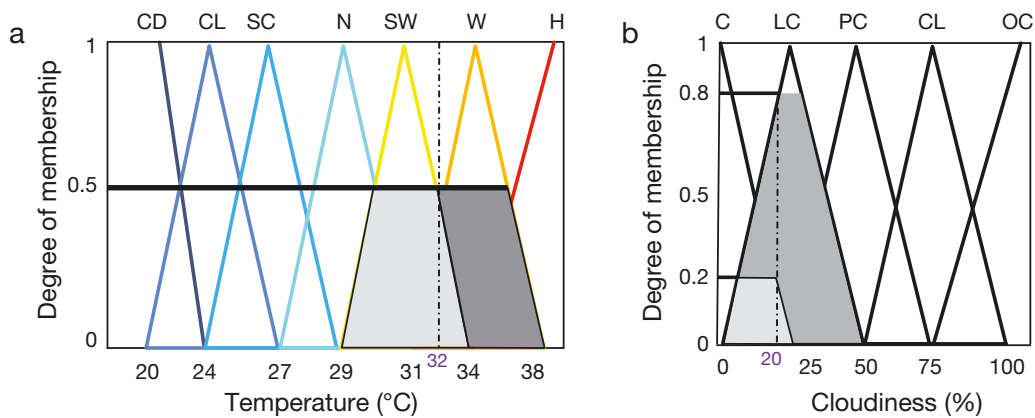 a
CD CL SC N SW W H
1
0.5
0
Degree of membership
20 24 27 29 31 32 34 38
Temperature (°C)
b
C LC PC CL OC
1
0.8
0.5
0.2
0
Degree of membership
0 20 25 50 75 100
Cloudiness (%)